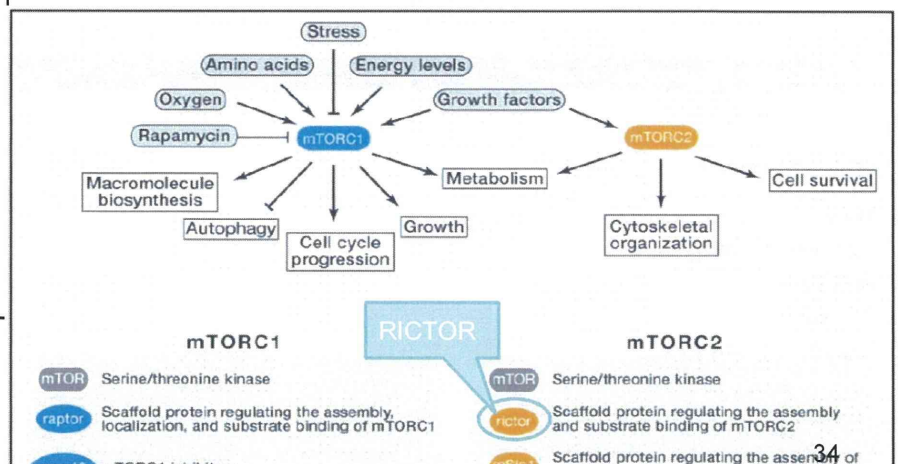 Stress
Amino acids
Energy levels
Oxygen
Growth factors
Rapamycin
mTORC1
mTORC2
Macromolecule
biosynthesis
Autophagy
Cell cycle
progression
Growth
Metabolism
Cytoskeletal
organization
Cell survival
RICTOR
mTORC1
mTOR Serine/threonine kinase
raptor Scaffold protein regulating the assembly,
localization, and substrate binding of mTORC1
mTORC2
mTOR Serine/threonine kinase
rictor Scaffold protein regulating the assembly
and substrate binding of mTORC2
Scaffold protein regulating the assembly of
34